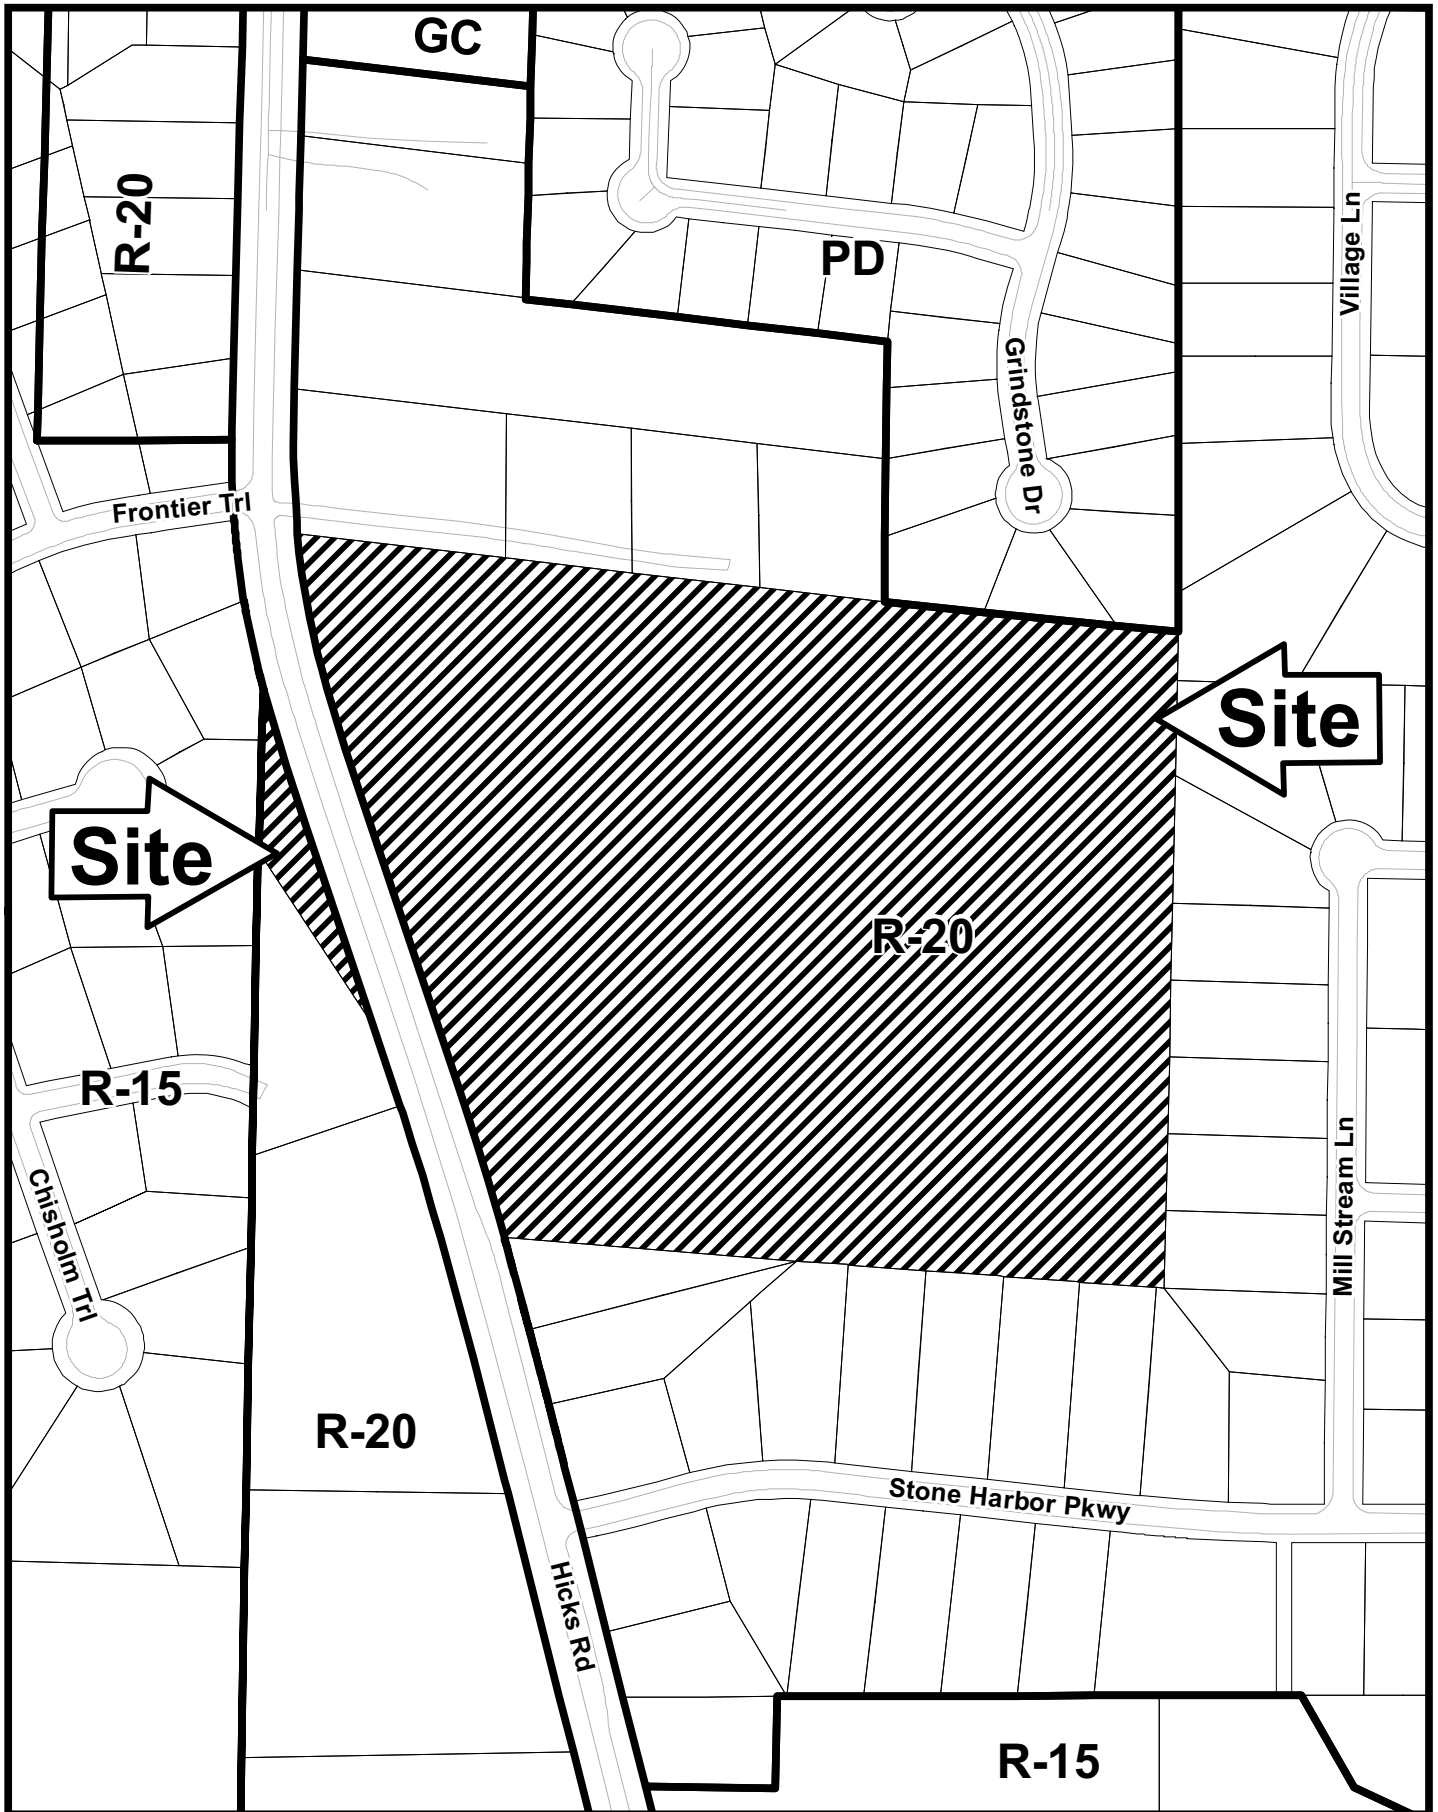 GC
R-20
Village Ln
PD
Grindstone Dr
Frontier Trl
Site
Site
R-20
R-15
Mill Stream Ln
Chisholm Trl
R-20
Stone Harbor Pkwy
Hicks Rd
R-15